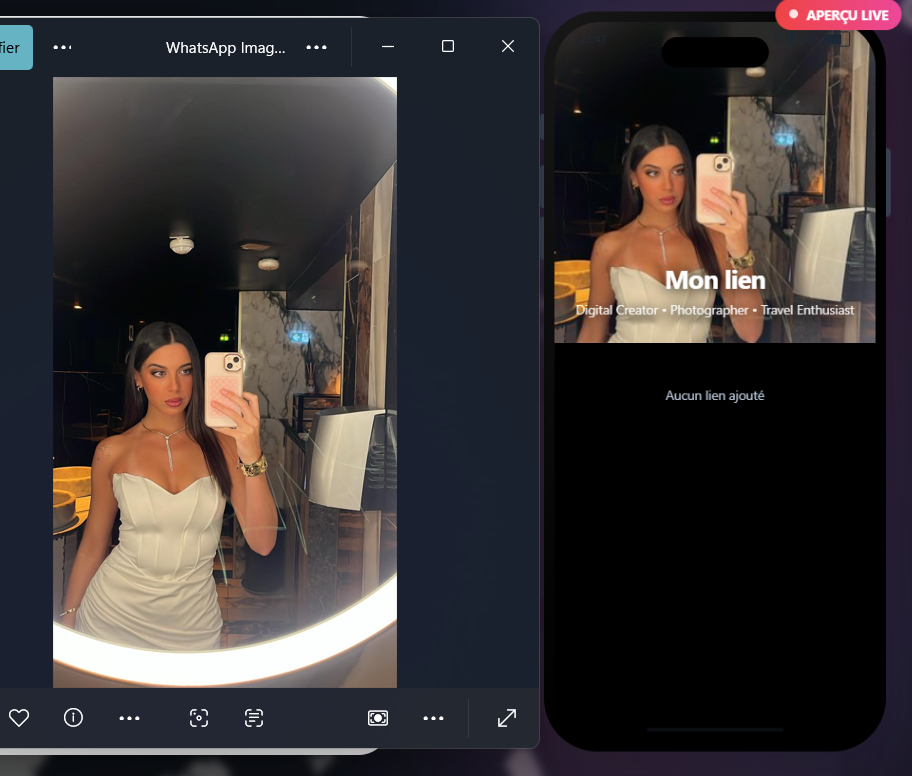 fier
WhatsApp Imag...
APERÇU LIVE
Mon lien
Digital Creator • Photographer • Travel Enthusiast
Aucun lien ajouté